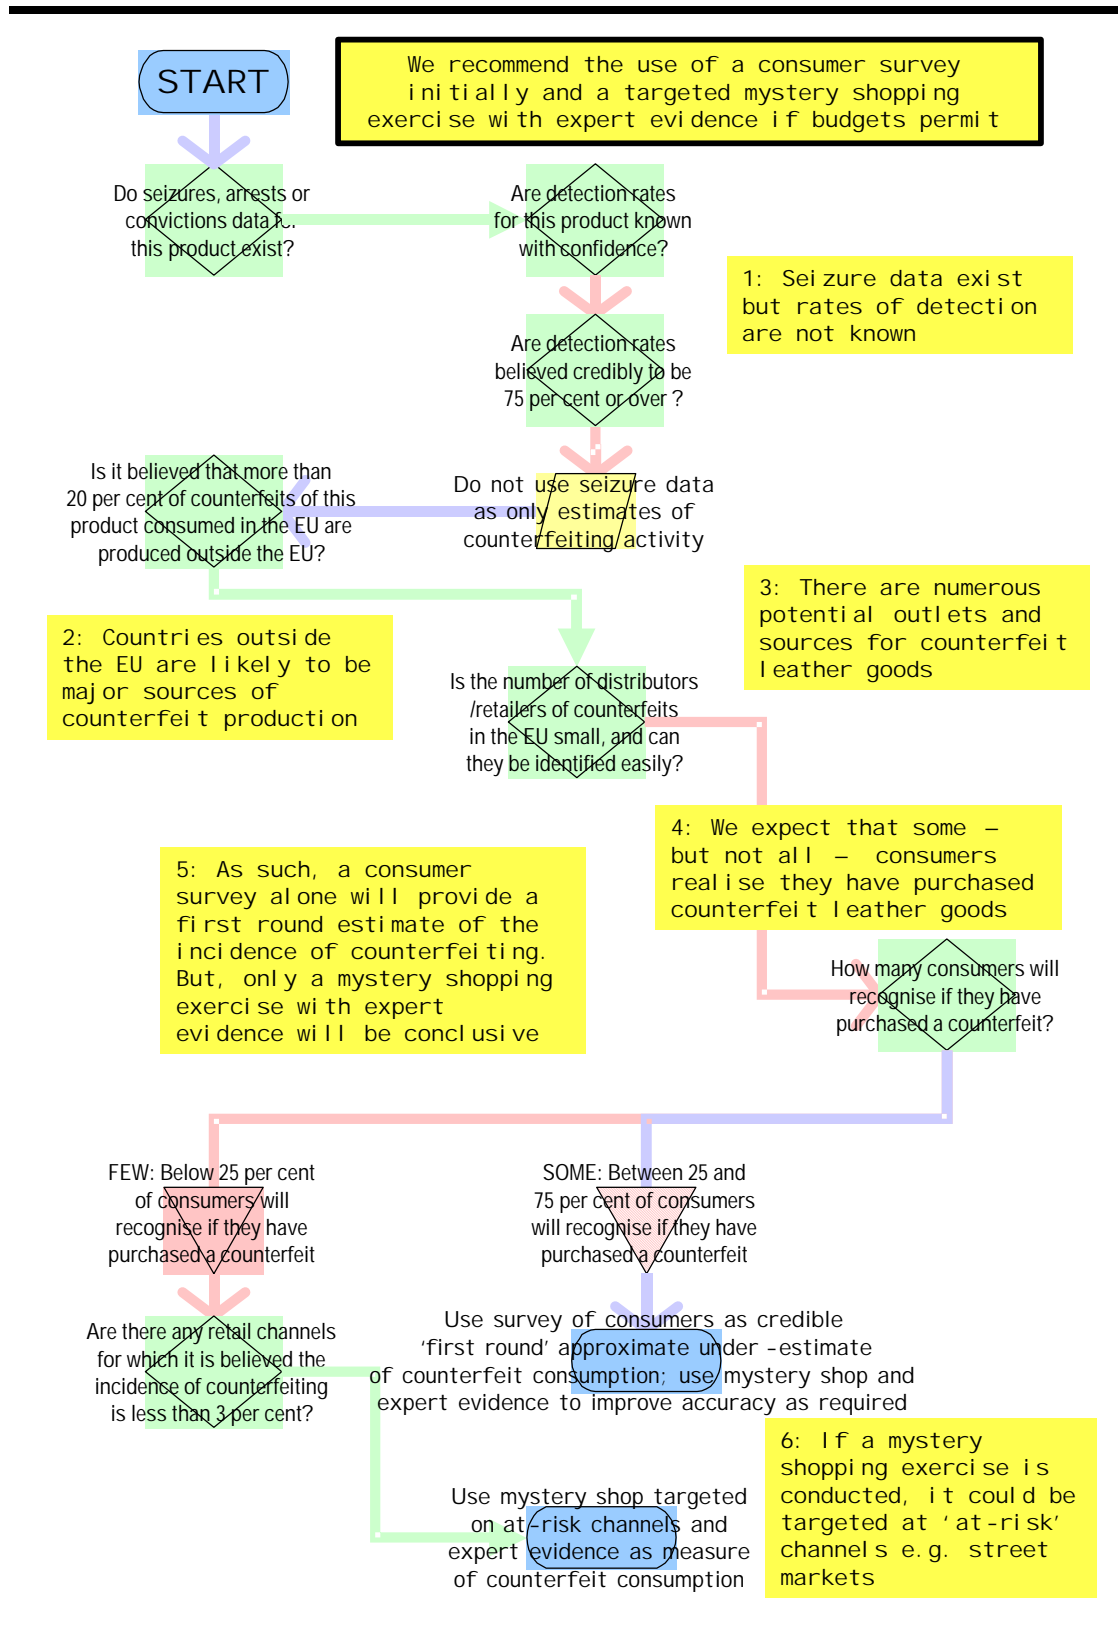 START
We recommend the use of a consumer survey
initially and a targeted mystery shopping
exercise with expert evidence if budgets permit
Do seizures, arrests or
convictions data for
this product exist?
Are detection rates
for this product known
with confidence?
1: Seizure data exist
but rates of detection
are not known
Are detection rates
believed credibly to be
75 per cent or over ?
Is it believed that more than
20 per cent of counterfeits of this
product consumed in the EU are
produced outside the EU?
Do not use seizure data
as only estimates of
counterfeiting activity
3: There are numerous
potential outlets and
sources for counterfeit
leather goods
2: Countries outside
the EU are likely to be
major sources of
counterfeit production
Is the number of distributors
/retailers of counterfeits
in the EU small, and can
they be identified easily?
4: We expect that some –
but not all – consumers
realise they have purchased
counterfeit leather goods
5: As such, a consumer
survey alone will provide a
first round estimate of the
incidence of counterfeiting.
But, only a mystery shopping
exercise with expert
evidence will be conclusive
How many consumers will
recognise if they have
purchased a counterfeit?
FEW: Below 25 per cent
of consumers will
recognise if they have
purchased a counterfeit
SOME: Between 25 and
75 per cent of consumers
will recognise if they have
purchased a counterfeit
Are there any retail channels
for which it is believed the
incidence of counterfeiting
is less than 3 per cent?
Use survey of consumers as credible
‘first round’ approximate under -estimate
of counterfeit consumption; use mystery shop and
expert evidence to improve accuracy as required
6: If a mystery
shopping exercise is
conducted, it could be
targeted at ‘at-risk’
channels e.g. street
markets
Use mystery shop targeted
on at-risk channels and
expert evidence as measure
of counterfeit consumption